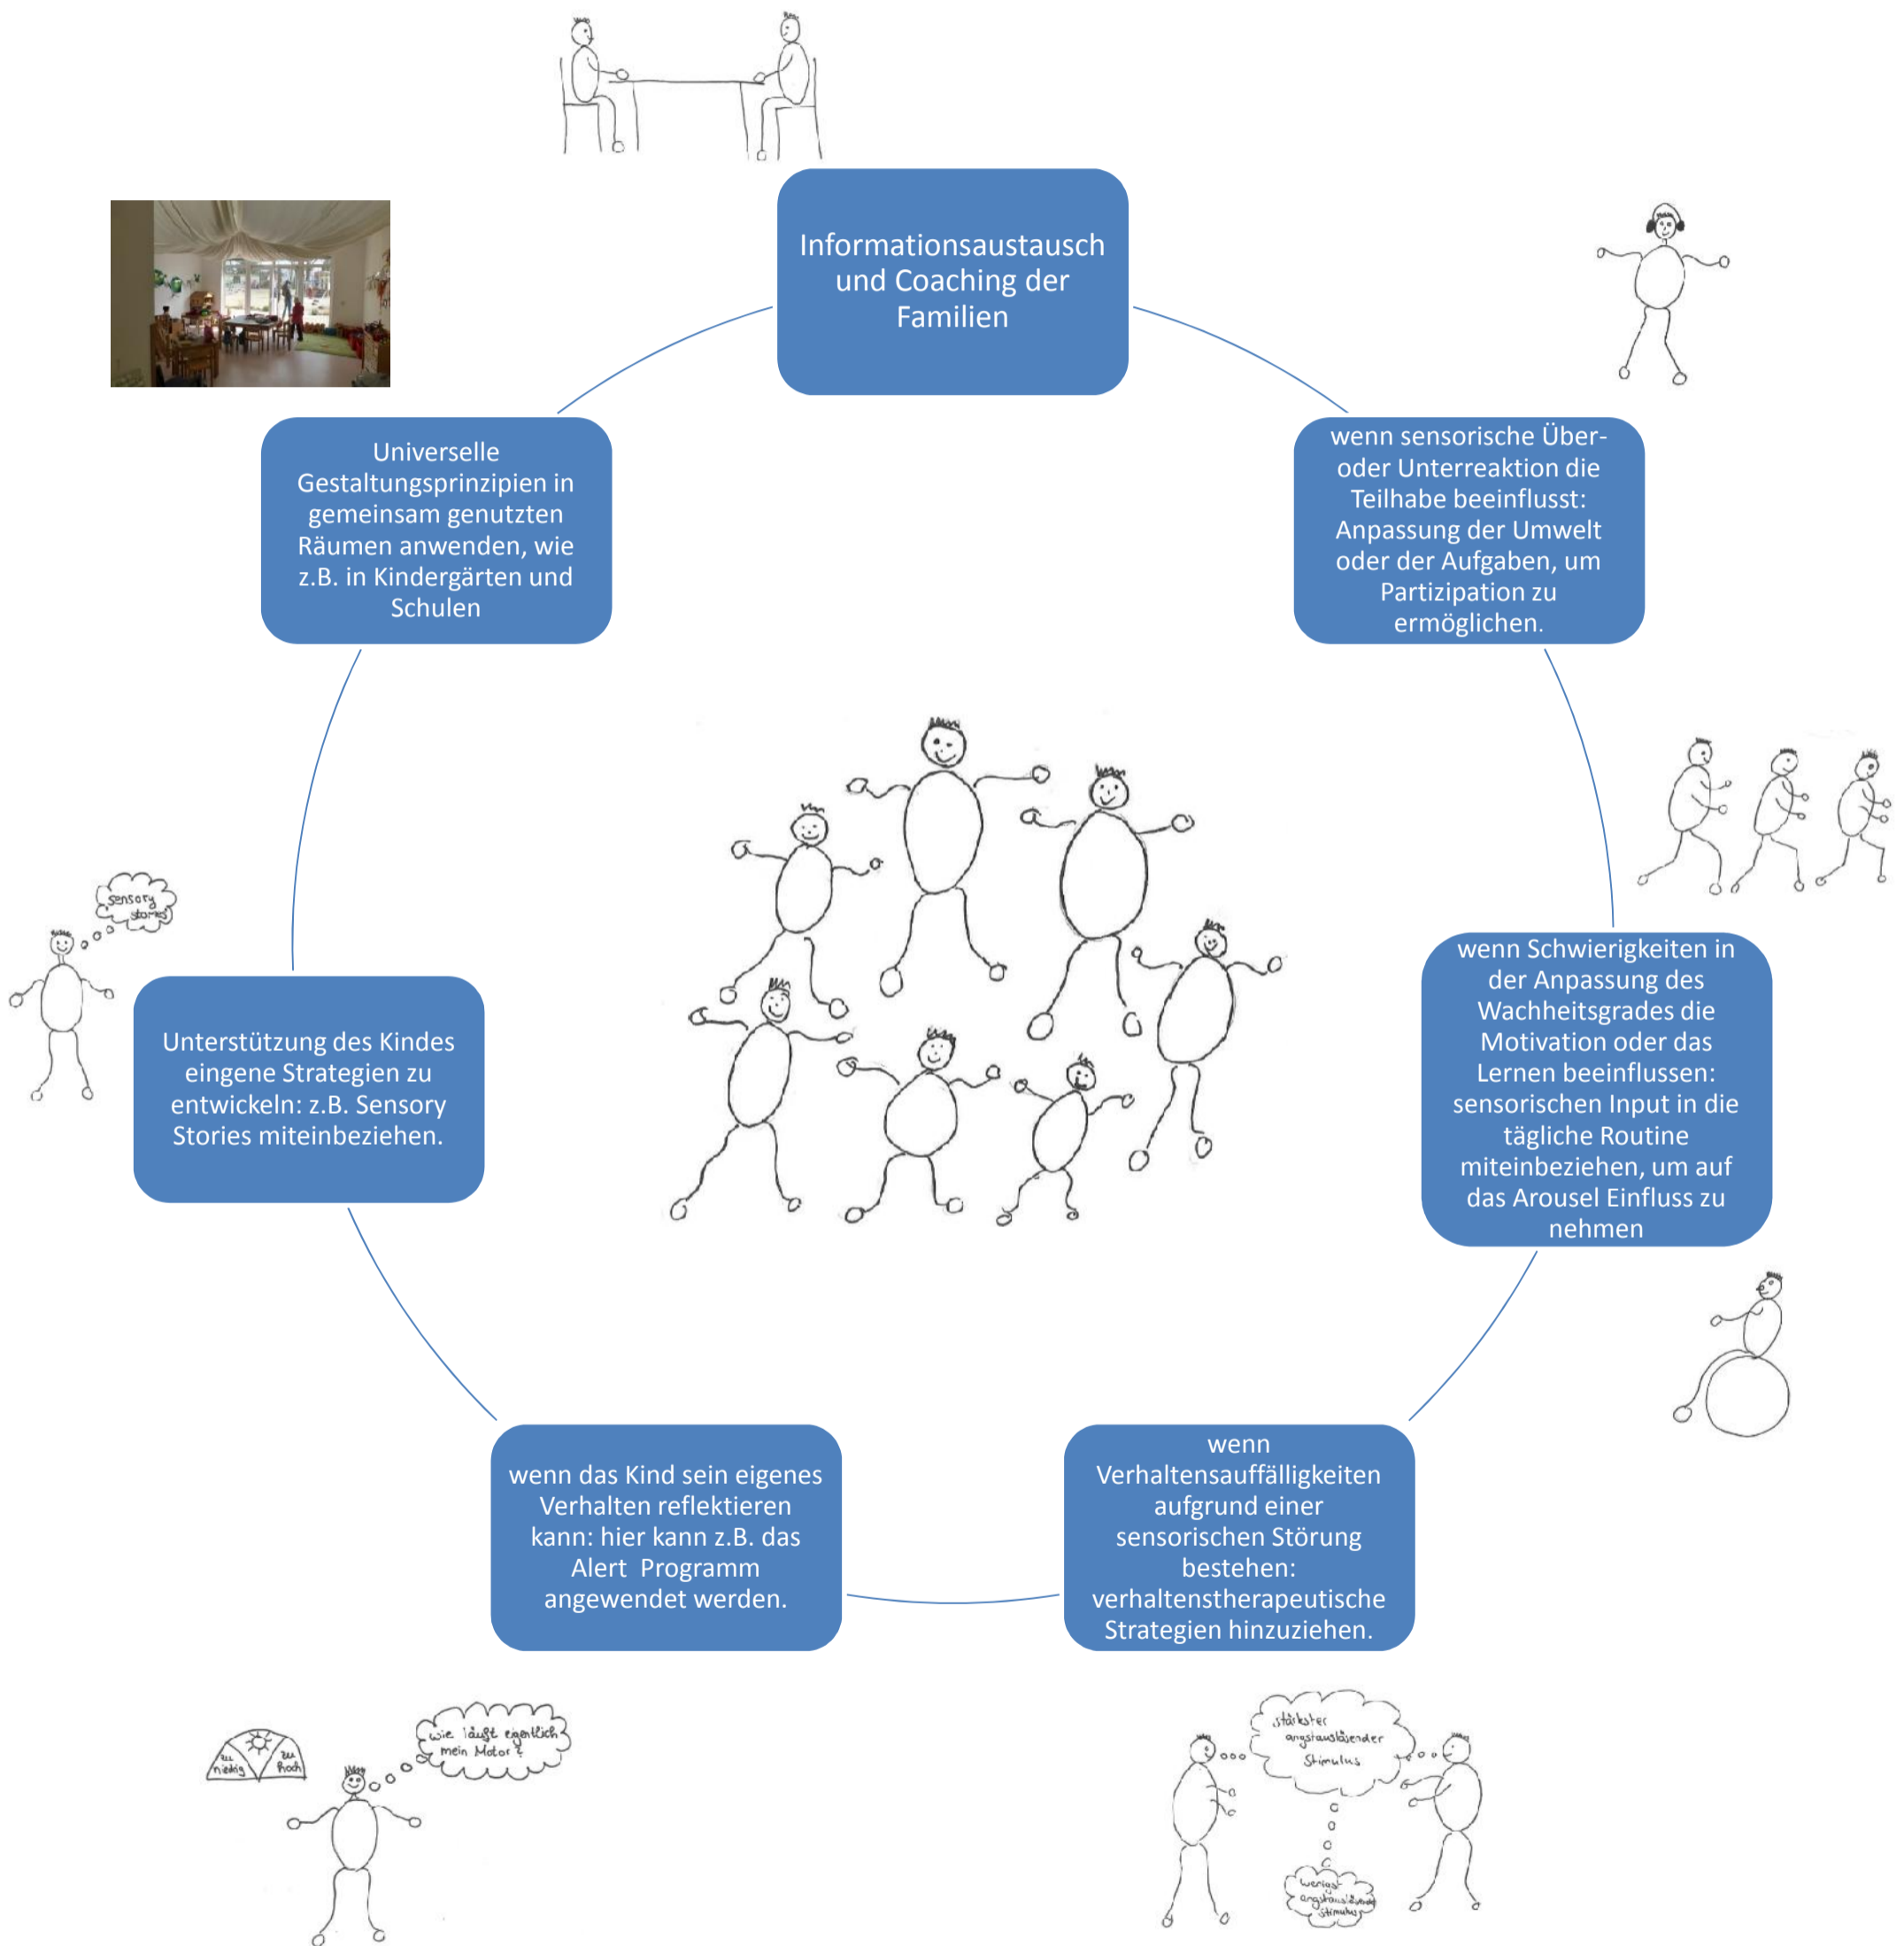 Informationsaustausch
und Coaching der
Familien
wenn sensorische Über-
oder Unterreaktion die
Teilhabe beeinflusst:
Anpassung der Umwelt
oder der Aufgaben, um
Partizipation zu
ermöglichen.
wenn Schwierigkeiten in
der Anpassung des
Wachheitsgrades die
Motivation oder das
Lernen beeinflussen:
sensorischen Input in die
tägliche Routine
miteinbeziehen, um auf
das Arousel Einfluss zu
nehmen
wenn
Verhaltensauffälligkeiten
aufgrund einer
sensorischen Störung
bestehen:
verhaltenstherapeutische
Strategien hinzuziehen.
stärkster
angstauslösender
Stimulus
wenigst
angstauslösender
Stimulus
wenn das Kind sein eigenes
Verhalten reflektieren
kann: hier kann z.B. das
Alert Programm
angewendet werden.
wie läuft eigentlich
mein Motor?
zu
niedrig
zu
hoch
Unterstützung des Kindes
eingene Strategien zu
entwickeln: z.B. Sensory
Stories miteinbeziehen.
sensory
stories
Universelle
Gestaltungsprinzipien in
gemeinsam genutzten
Räumen anwenden, wie
z.B. in Kindergärten und
Schulen